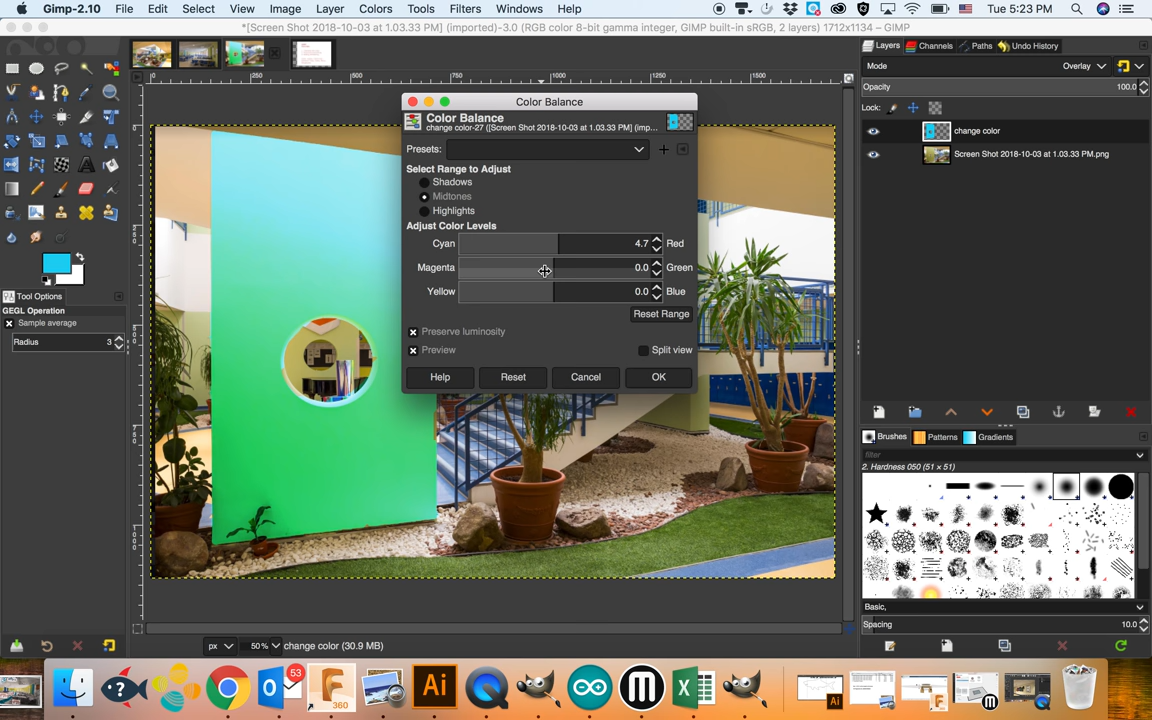 Gimp-2.10 File Edit Select View Image Layer Colors Tools Filters Windows Help Tue 5:23 PM
*[Screen Shot 2018-10-03 at 1.03.33 PM] (imported)-3.0 (RGB color 8-bit gamma integer, GIMP built-in sRGB, 2 layers) 1712x1134 – GIMP
Layers Channels Paths Undo History
Mode Overlay
Opacity 100.0
Lock:
change color
Screen Shot 2018-10-03 at 1.03.33 PM.png
0 250 500 750 1000 1250 1500
Color Balance
Color Balance
change color-27 ([Screen Shot 2018-10-03 at 1.03.33 PM] (imp...
Presets:
Select Range to Adjust
Shadows
Midtones
Highlights
Adjust Color Levels
Cyan 4.7 Red
Magenta 0.0 Green
Yellow 0.0 Blue
Reset Range
Preserve luminosity
Preview Split view
Help Reset Cancel OK
Tool Options
GEGL Operation
Sample average
Radius 3
Brushes Patterns Gradients
filter
2. Hardness 050 (51 × 51)
Basic,
Spacing 10.0
px 50% change color (30.9 MB)
53
Ai
F
360
X
Ai